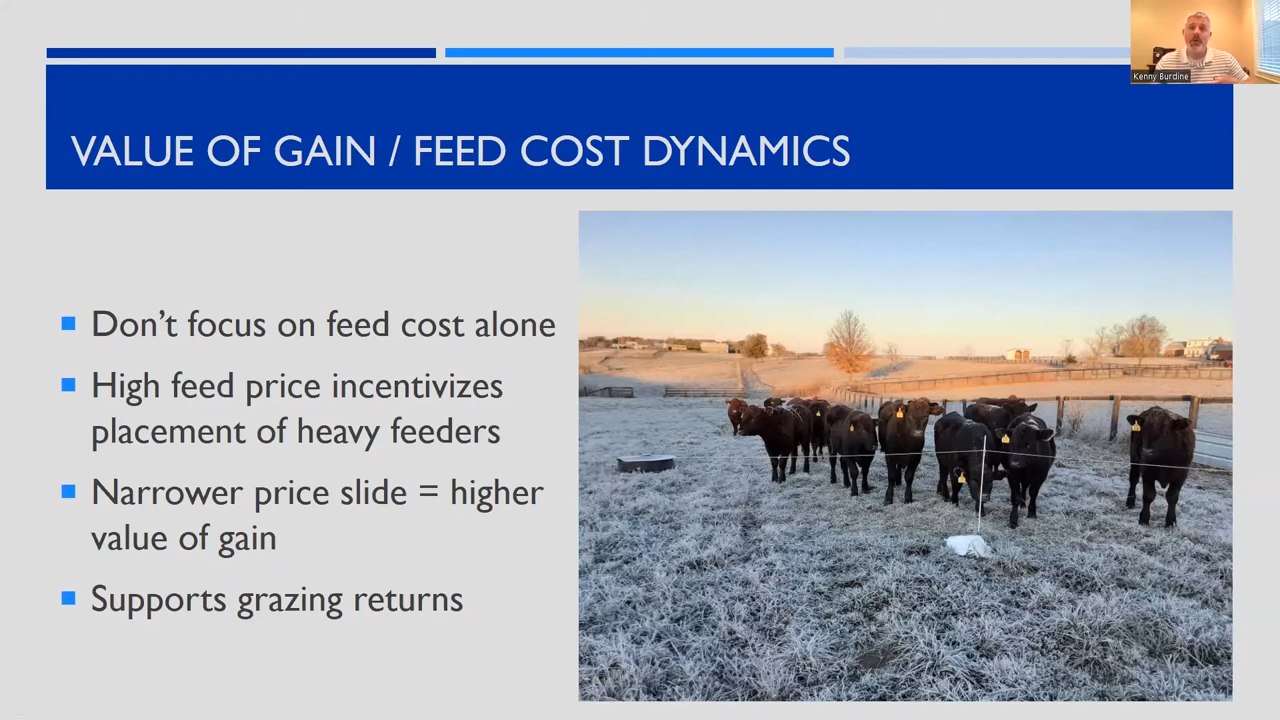 Kenny Burdine
VALUE OF GAIN / FEED COST DYNAMICS
Don’t focus on feed cost alone
High feed price incentivizes
placement of heavy feeders
Narrower price slide = higher
value of gain
Supports grazing returns